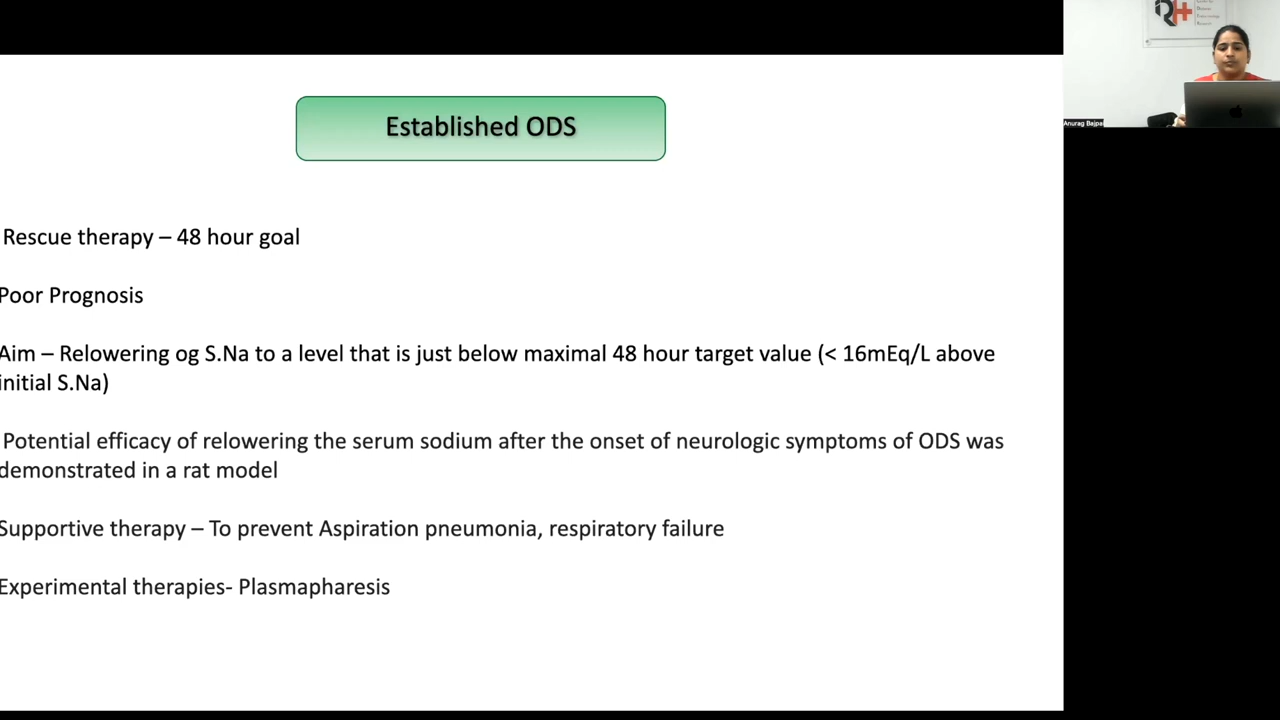 Established ODS
Rescue therapy – 48 hour goal
Poor Prognosis
Aim – Relowering og S.Na to a level that is just below maximal 48 hour target value (< 16mEq/L above
initial S.Na)
Potential efficacy of relowering the serum sodium after the onset of neurologic symptoms of ODS was
demonstrated in a rat model
Supportive therapy – To prevent Aspiration pneumonia, respiratory failure
Experimental therapies- Plasmapharesis
Anurag Bajpai